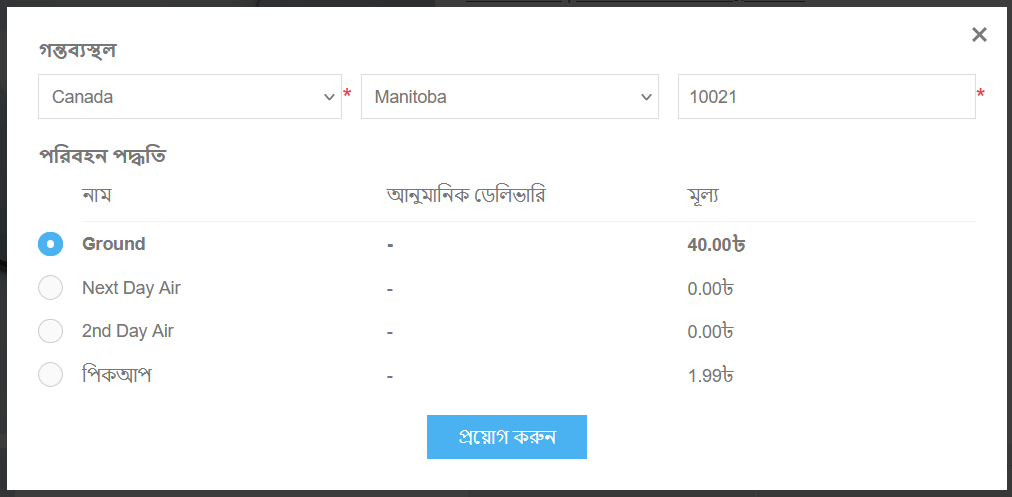 গন্তব্যস্থল
Canada * Manitoba 10021 *
পরিবহন পদ্ধতি
নাম আনুমানিক ডেলিভারি মূল্য
Ground - 40.00৳
Next Day Air - 0.00৳
2nd Day Air - 0.00৳
পিকআপ - 1.99৳
প্রয়োগ করুন